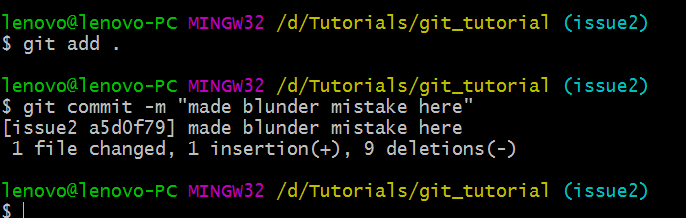 lenovo@lenovo-PC MINGW32 /d/Tutorials/git_tutorial (issue2)
$ git add .
lenovo@lenovo-PC MINGW32 /d/Tutorials/git_tutorial (issue2)
$ git commit -m "made blunder mistake here"
[issue2 a5d0f79] made blunder mistake here
 1 file changed, 1 insertion(+), 9 deletions(-)
lenovo@lenovo-PC MINGW32 /d/Tutorials/git_tutorial (issue2)
$